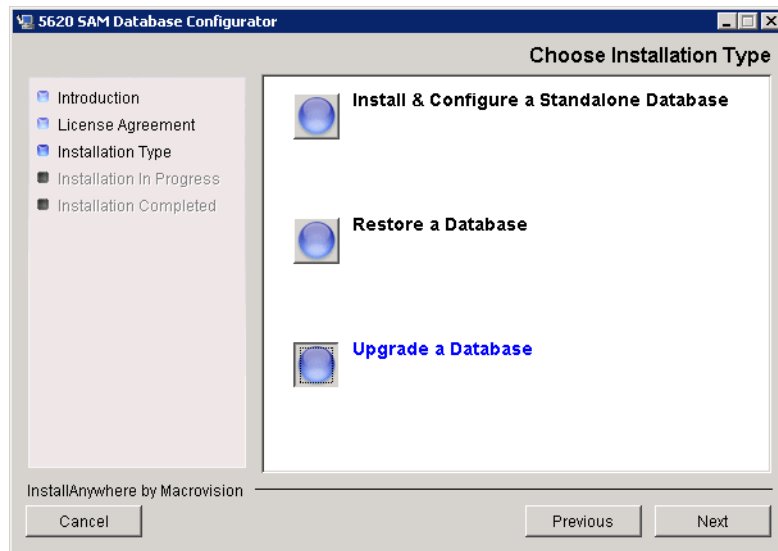 5620 SAM Database Configurator
Choose Installation Type
Introduction
License Agreement
Installation Type
Installation In Progress
Installation Completed
Install & Configure a Standalone Database
Restore a Database
Upgrade a Database
InstallAnywhere by Macrovision
Cancel
Previous
Next